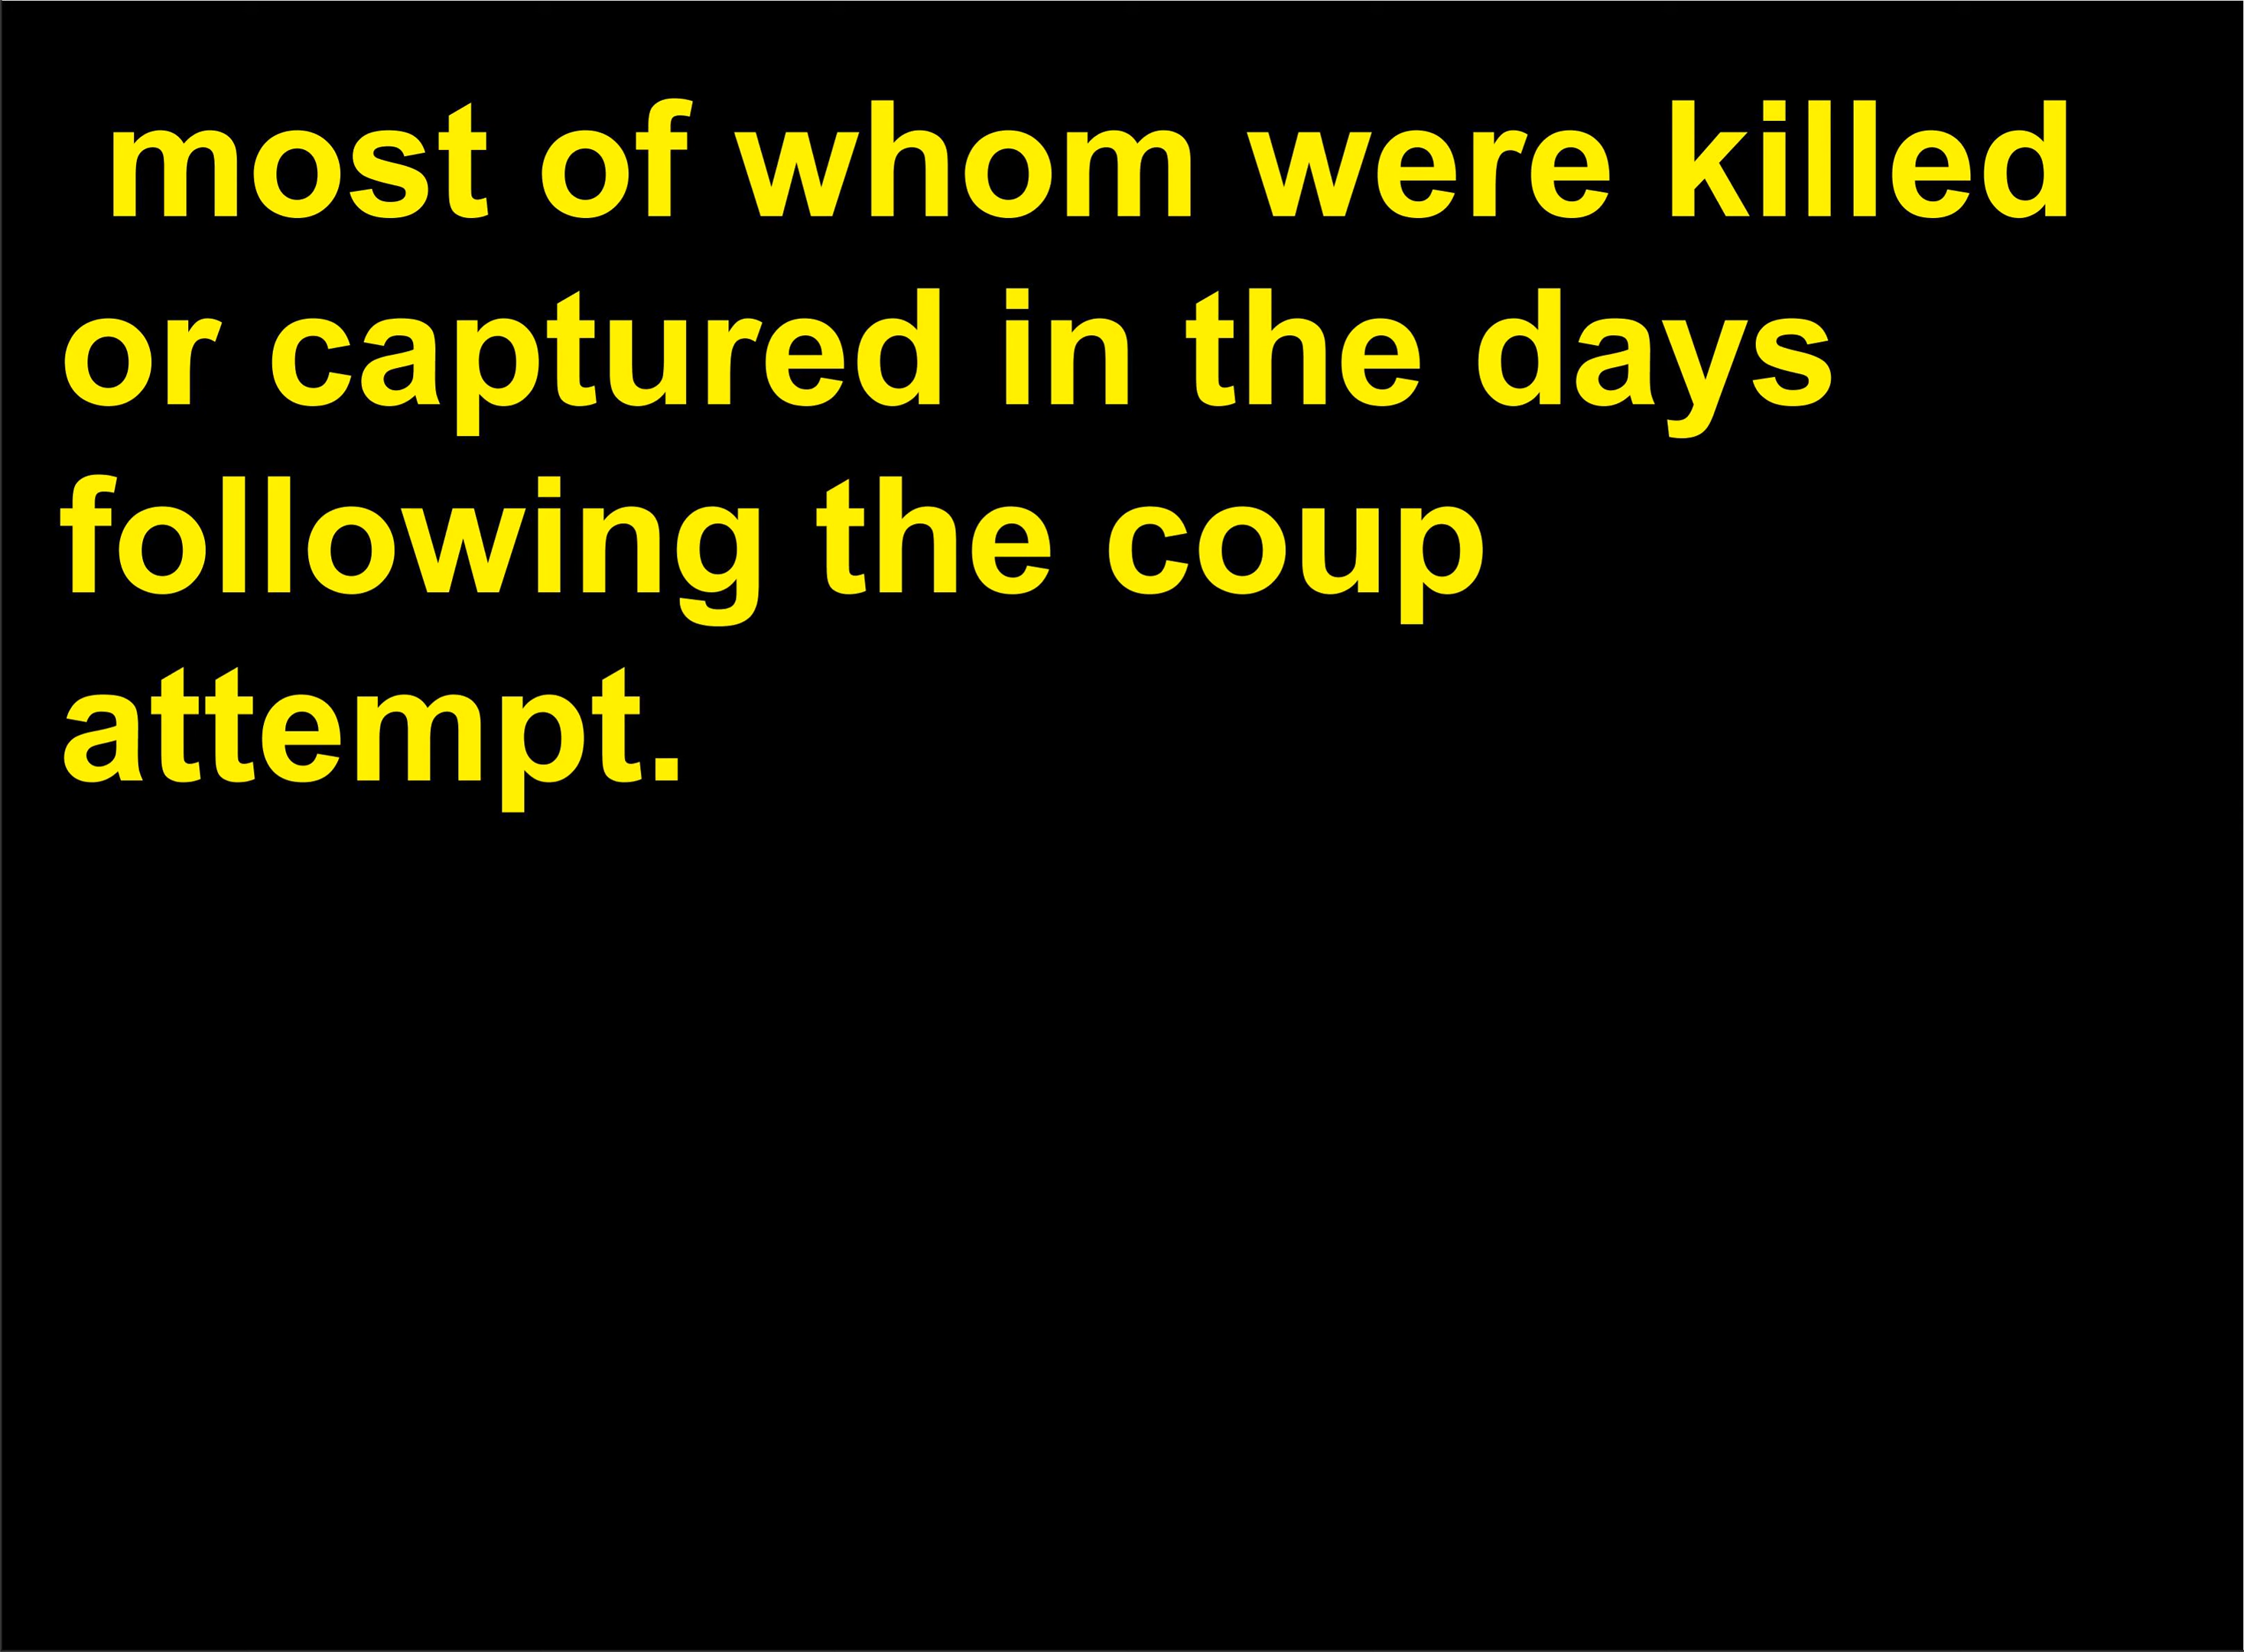 most of whom were killed
or captured in the days
following the coup
attempt.